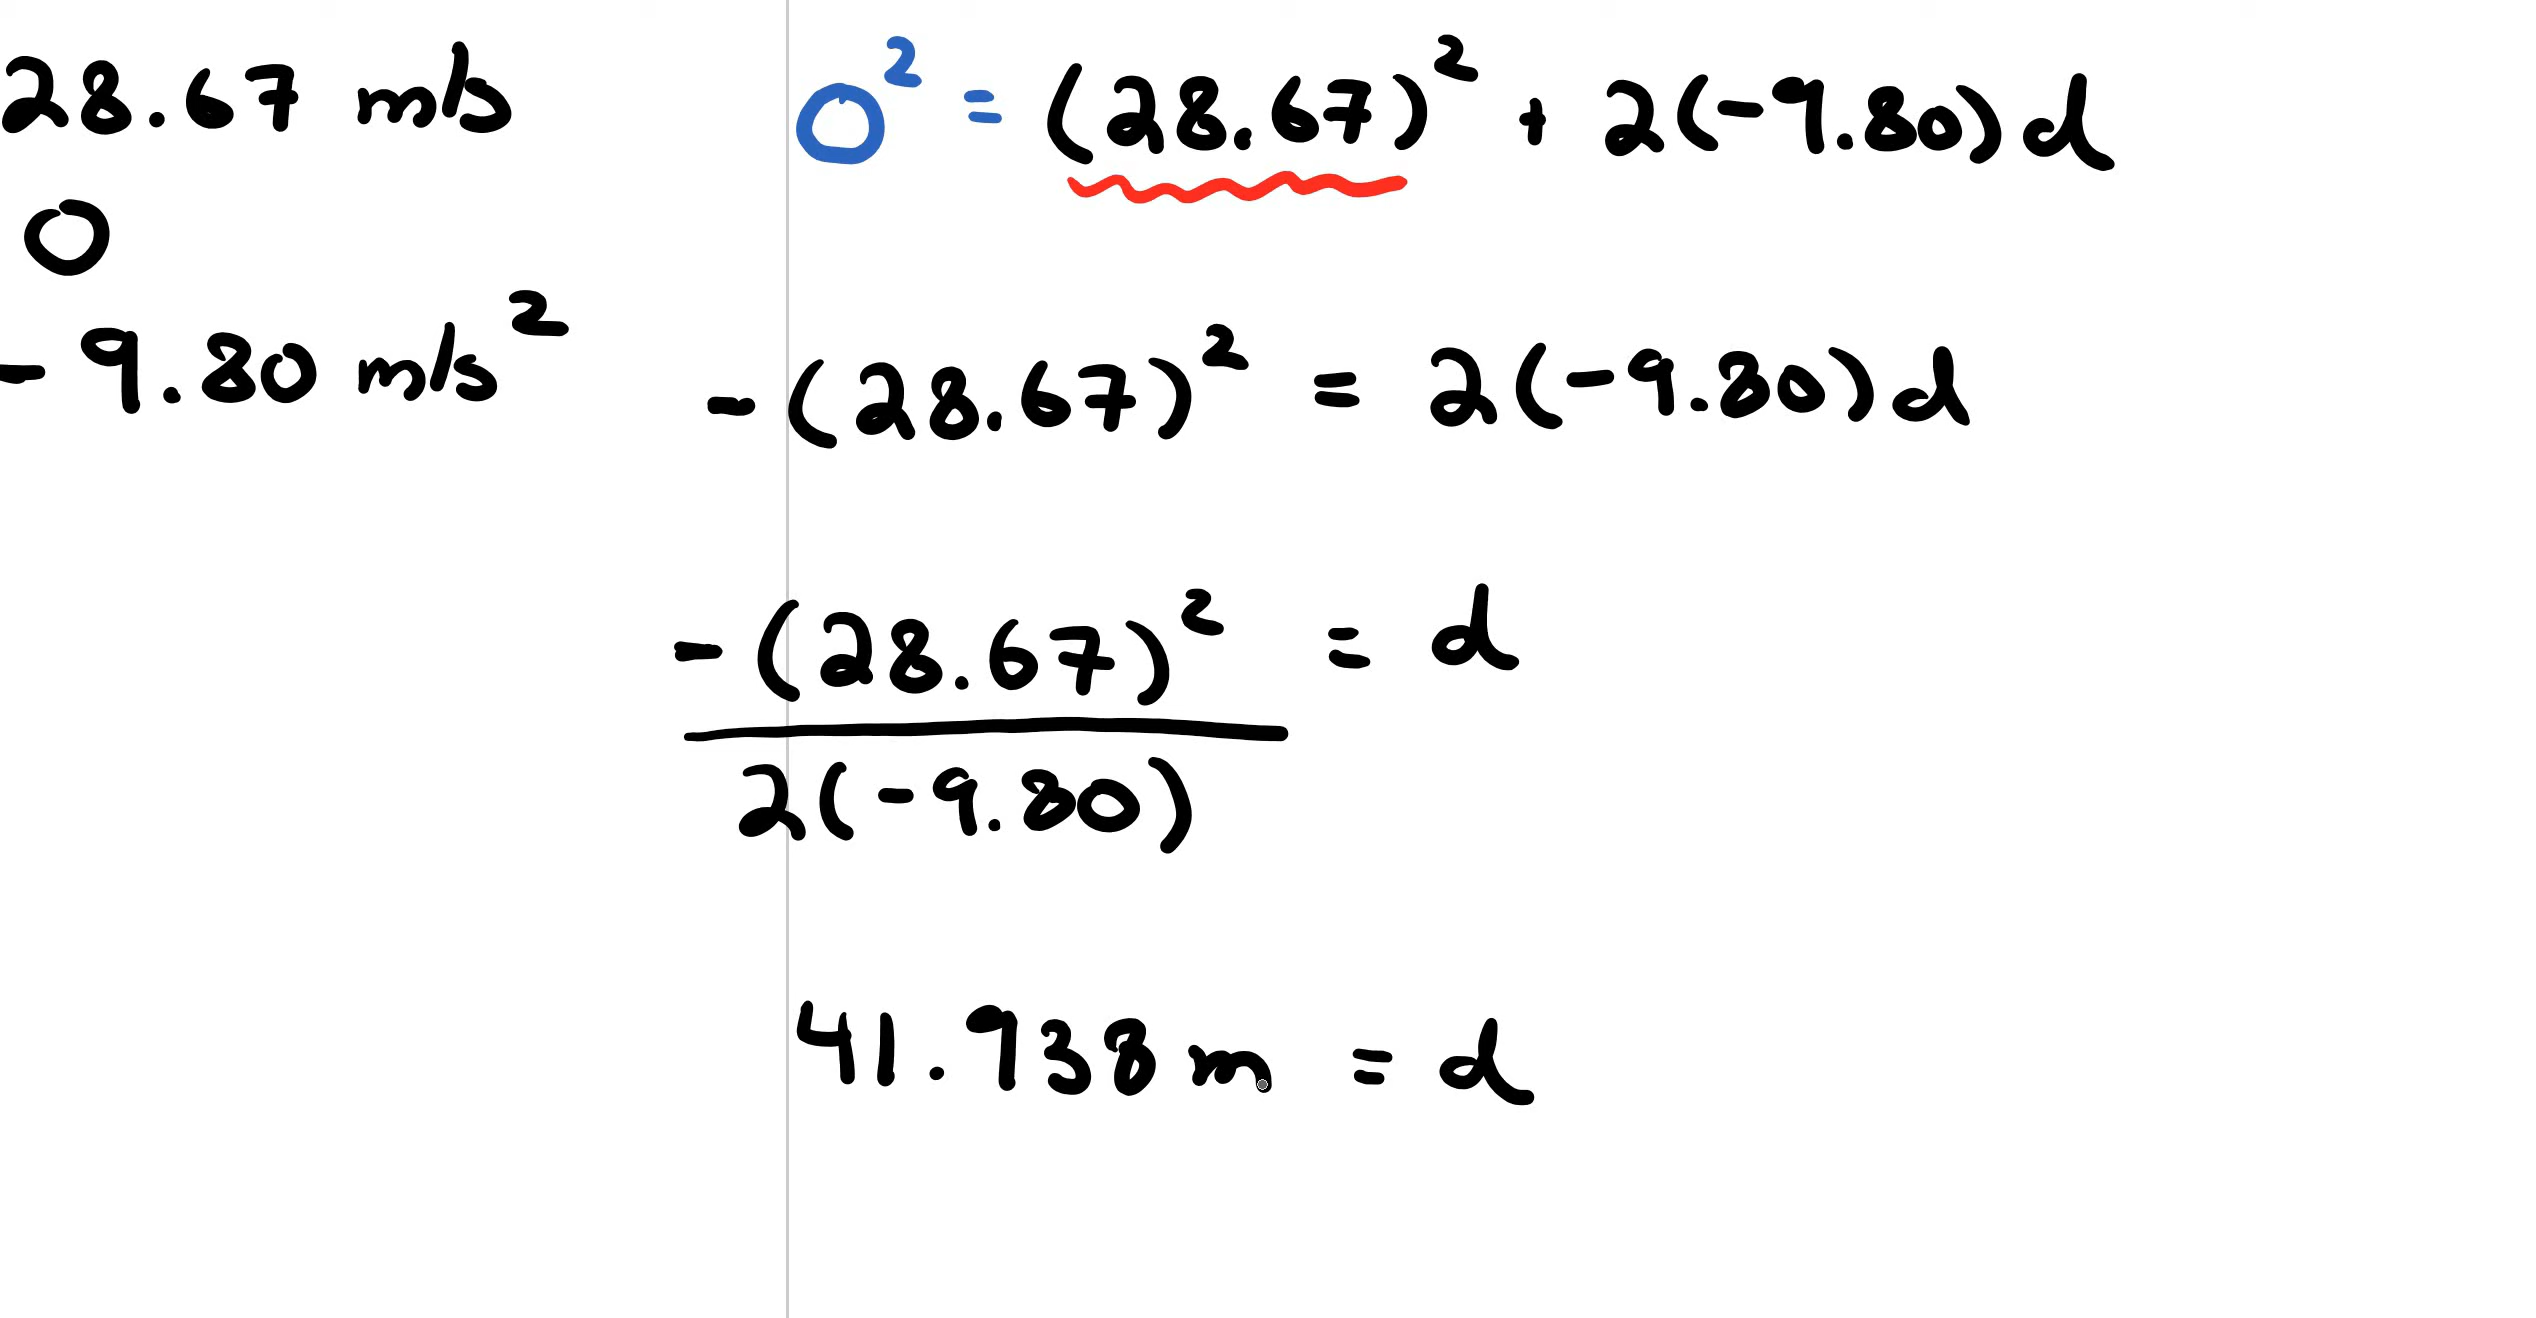 28.67 m/s
0
- 9.80 m/s²
0² = (28.67)² + 2(-9.80)d
-(28.67)² = 2(-9.80)d
-(28.67)² = d
2(-9.80)
41.938 m = d